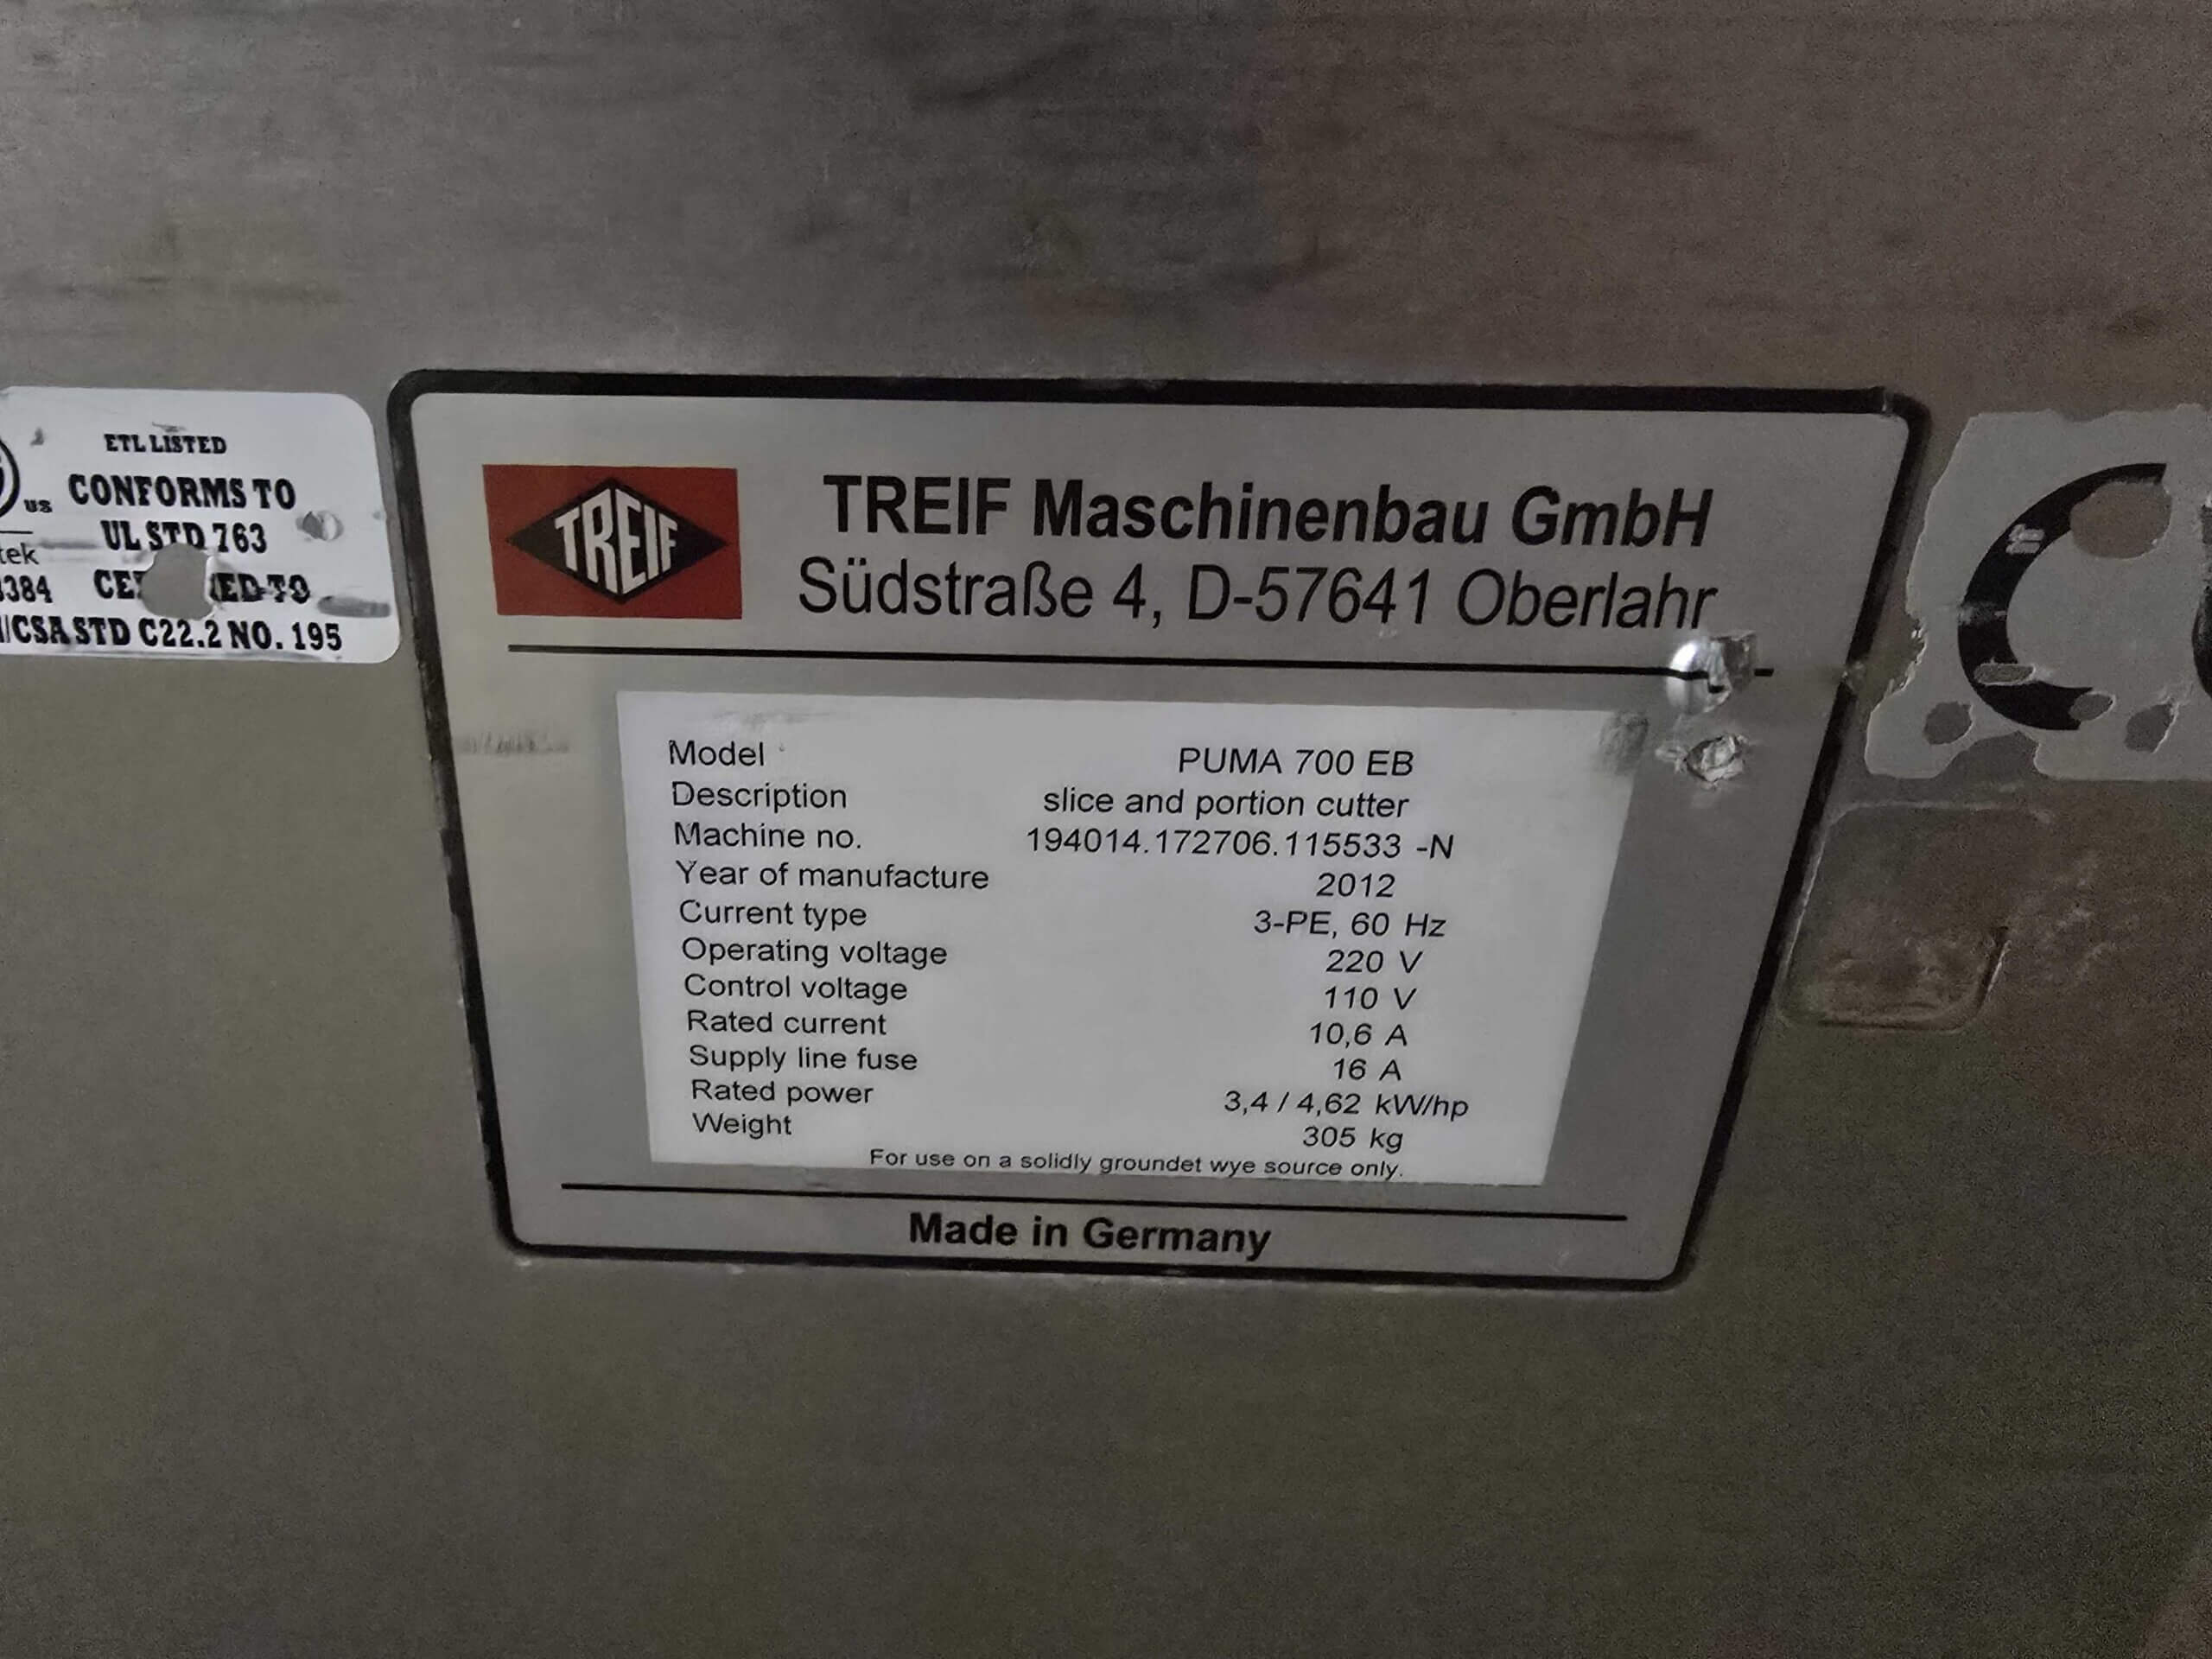 ETL LISTED
CONFORMS TO
us
UL STD 763
tek
384
CSA STD C22.2 NO. 195
TREIF
TREIF Maschinenbau GmbH
Südstraße 4, D-57641 Oberlahr
Model PUMA 700 EB
Description slice and portion cutter
Machine no. 194014.172706.115533 -N
Year of manufacture 2012
Current type 3-PE, 60 Hz
Operating voltage 220 V
Control voltage 110 V
Rated current 10,6 A
Supply line fuse 16 A
Rated power 3,4 / 4,62 kW/hp
Weight 305 kg
For use on a solidly groundet wye source only.
Made in Germany